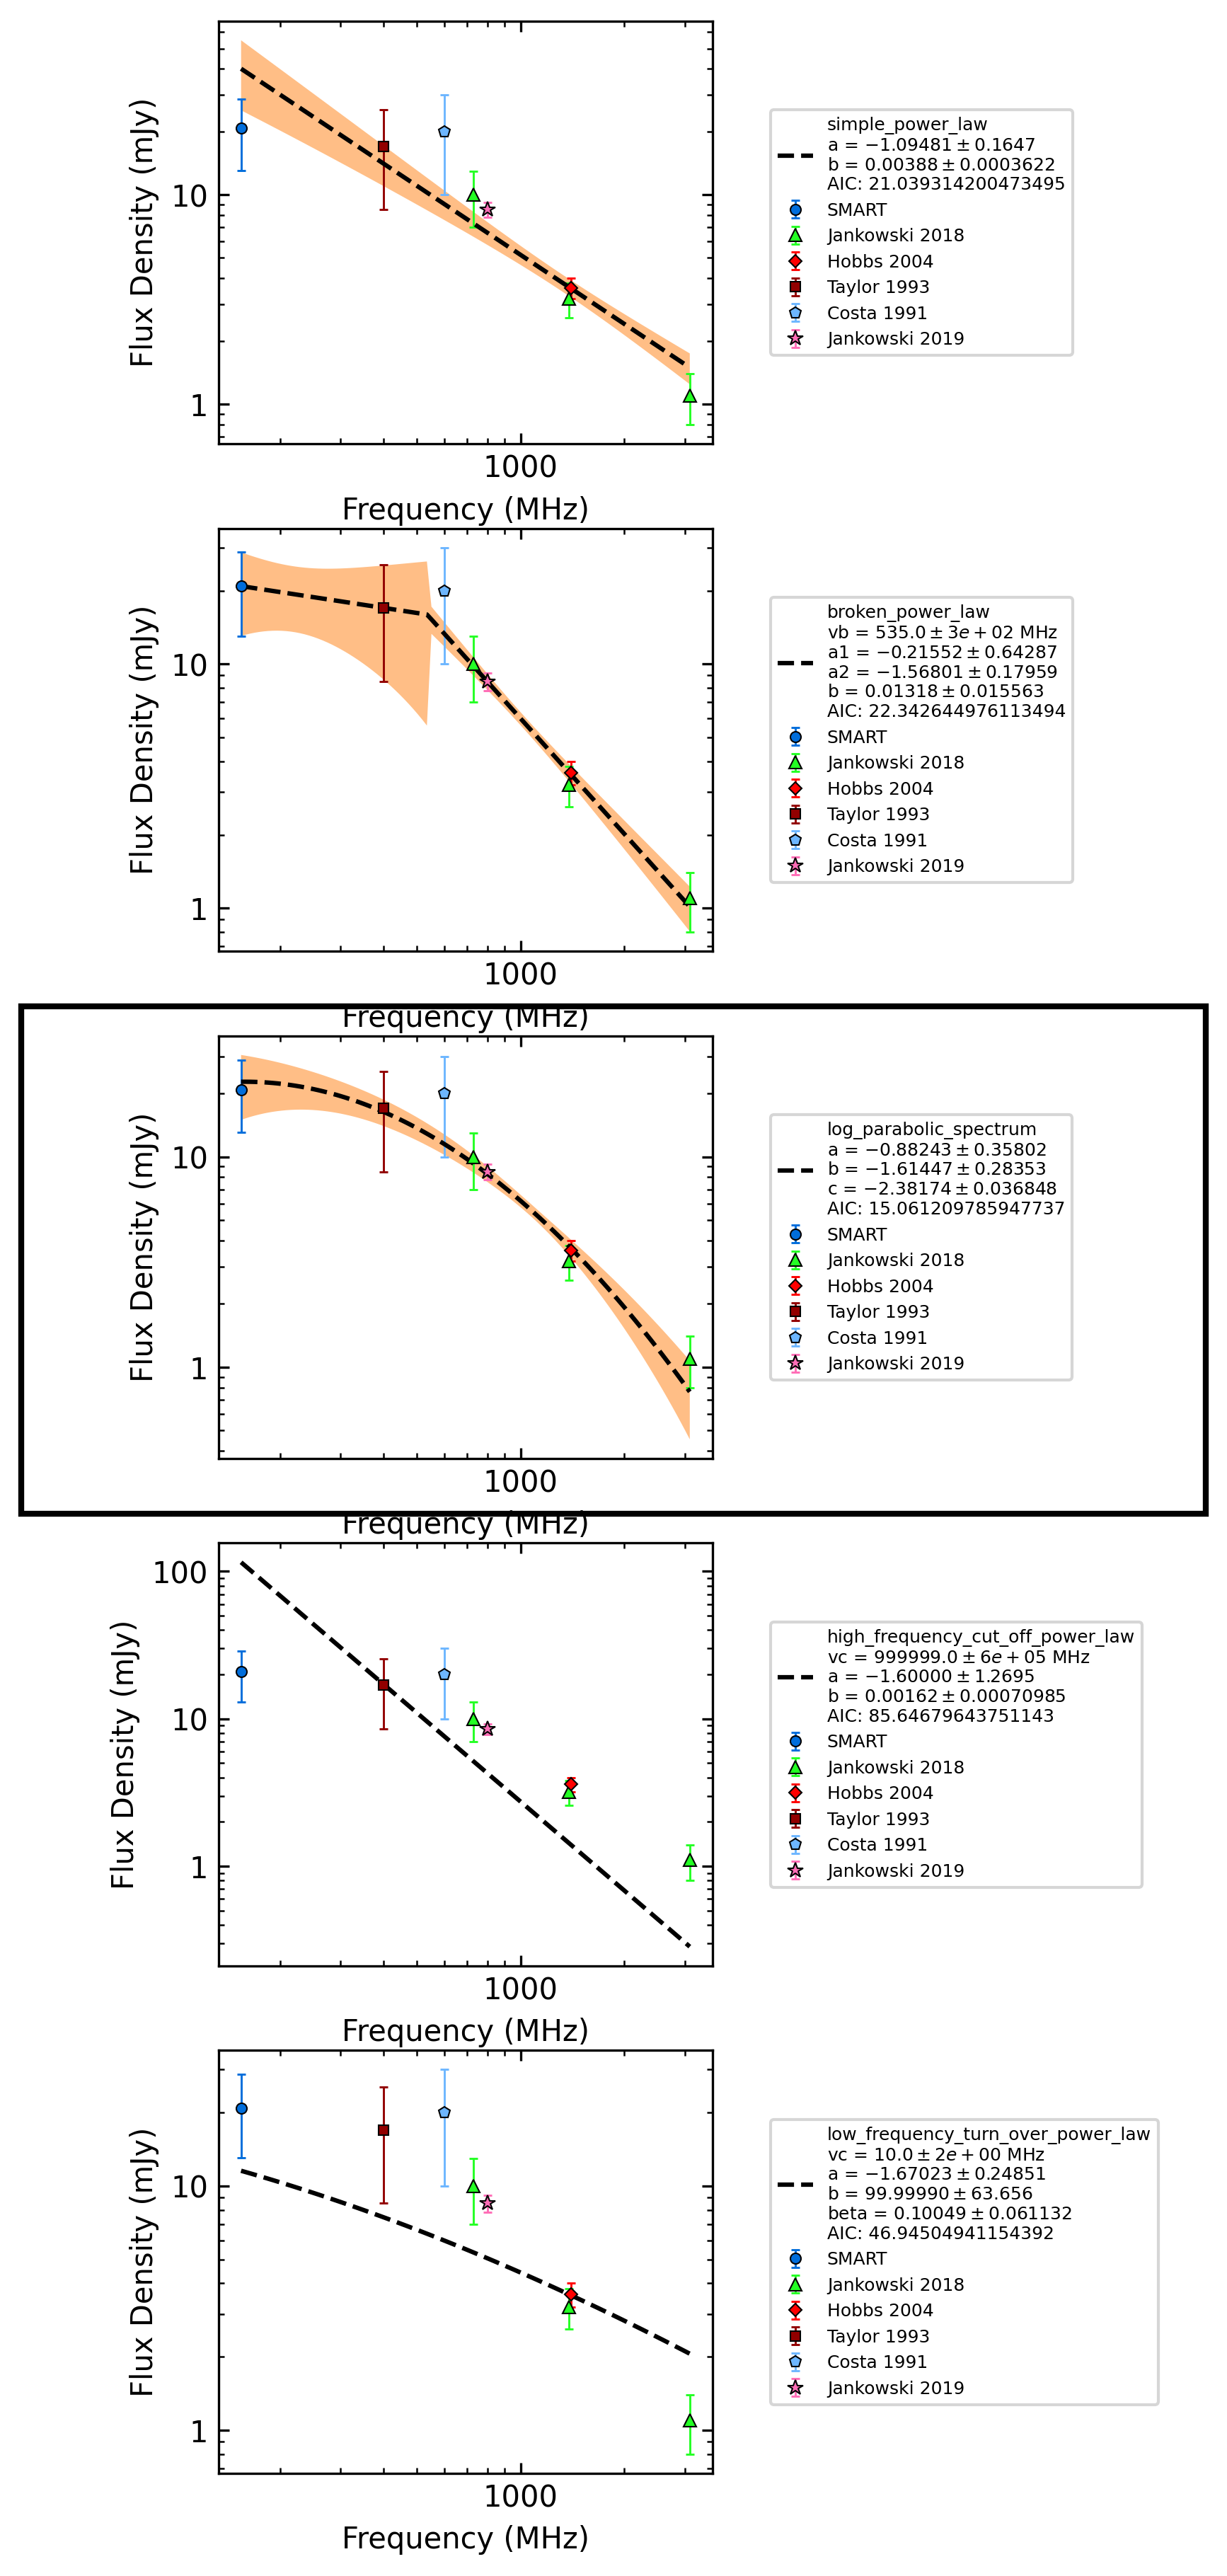 10
1
Flux Density (mJy)
1000
Frequency (MHz)
simple_power_law
a = −1.09481 ± 0.1647
b = 0.00388 ± 0.0003622
AIC: 21.039314200473495
SMART
Jankowski 2018
Hobbs 2004
Taylor 1993
Costa 1991
Jankowski 2019
10
1
Flux Density (mJy)
1000
Frequency (MHz)
broken_power_law
vb = 535.0 ± 3e + 02 MHz
a1 = −0.21552 ± 0.64287
a2 = −1.56801 ± 0.17959
b = 0.01318 ± 0.015563
AIC: 22.342644976113494
SMART
Jankowski 2018
Hobbs 2004
Taylor 1993
Costa 1991
Jankowski 2019
10
1
Flux Density (mJy)
1000
Frequency (MHz)
log_parabolic_spectrum
a = −0.88243 ± 0.35802
b = −1.61447 ± 0.28353
c = −2.38174 ± 0.036848
AIC: 15.061209785947737
SMART
Jankowski 2018
Hobbs 2004
Taylor 1993
Costa 1991
Jankowski 2019
100
10
1
Flux Density (mJy)
1000
Frequency (MHz)
high_frequency_cut_off_power_law
vc = 999999.0 ± 6e + 05 MHz
a = −1.60000 ± 1.2695
b = 0.00162 ± 0.00070985
AIC: 85.64679643751143
SMART
Jankowski 2018
Hobbs 2004
Taylor 1993
Costa 1991
Jankowski 2019
10
1
Flux Density (mJy)
1000
Frequency (MHz)
low_frequency_turn_over_power_law
vc = 10.0 ± 2e + 00 MHz
a = −1.67023 ± 0.24851
b = 99.99990 ± 63.656
beta = 0.10049 ± 0.061132
AIC: 46.94504941154392
SMART
Jankowski 2018
Hobbs 2004
Taylor 1993
Costa 1991
Jankowski 2019